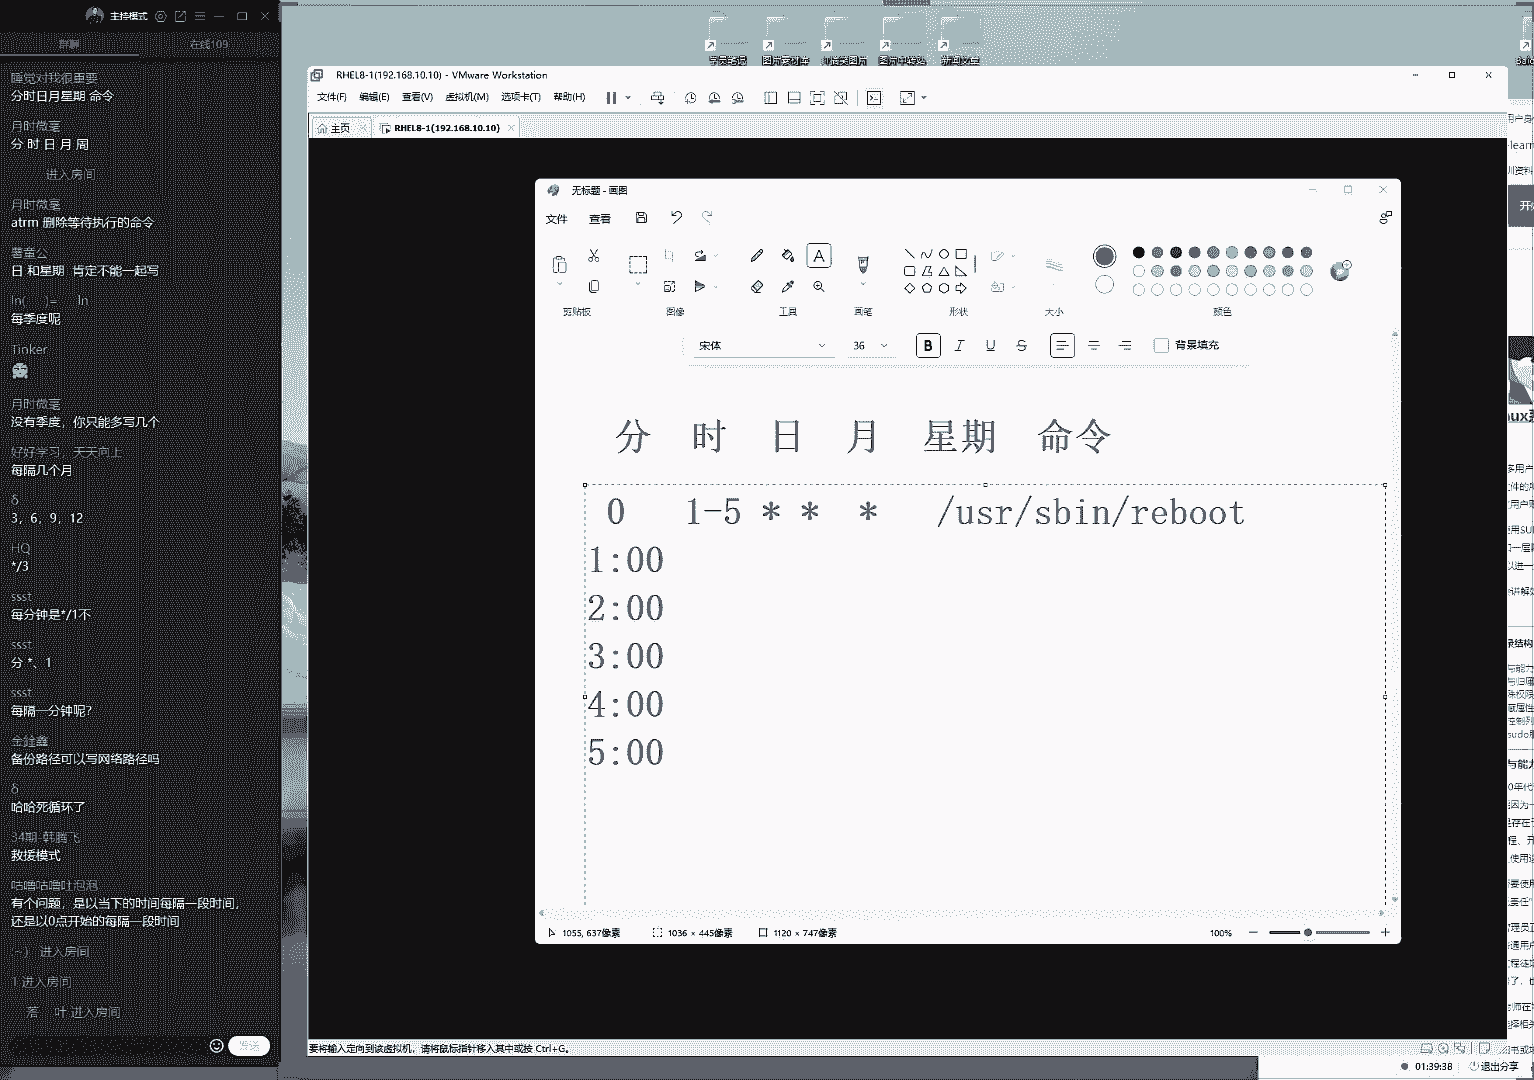 主持模式
群聊
在线109
睡觉对我很重要
分时日月星期 命令
月时微毫
分 时 日 月 周
进入房间
月时微毫
atrm 删除等待执行的命令
薯童公
日 和星期 肯定不能一起写
ln( )= ln
每季度呢
Tinker
月时微毫
没有季度，你只能多写几个
好好学习，天天向上
每隔几个月
δ
3，6，9，12
HQ
*/3
ssst
每分钟是*/1不
ssst
分 *、1
ssst
每隔一分钟呢?
备份路径可以写网络路径吗
δ
哈哈死循环了
34期-韩腾飞
救援模式
咕噜咕噜吐泡泡
有个问题，是以当下的时间每隔一段时间，
还是以0点开始的每隔一段时间
进入房间
1 进入房间
落 叶 进入房间
发送
RHEL8-1(192.168.10.10) - VMware Workstation
文件(F) 编辑(E) 查看(V) 虚拟机(M) 选项卡(T) 帮助(H)
主页
RHEL8-1(192.168.10.10)
无标题 - 画图
文件 查看
剪贴板 图像 工具 画笔 形状 大小 颜色
宋体 36 B I U S 背景填充
分 时 日 月 星期 命令
0 1-5 * * * /usr/sbin/reboot
1:00
2:00
3:00
4:00
5:00
1055, 637像素 1036 × 445像素 1120 × 747像素 100%
要将输入定向到该虚拟机，请将鼠标指针移入其中或按 Ctrl+G。
01:39:38 退出分享